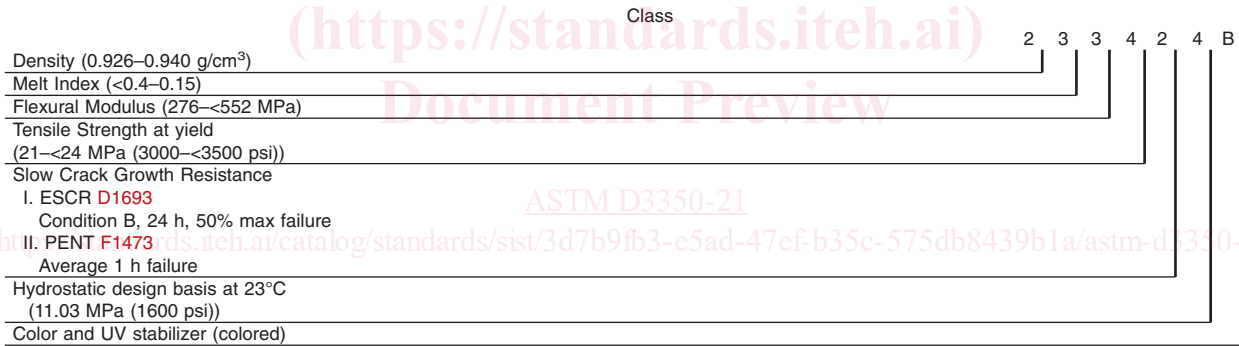 Class
(https://standards.iteh.ai)
2 3 3 4 2 4 B
Density (0.926–0.940 g/cm³)
Melt Index (<0.4–0.15)
Document Preview
Flexural Modulus (276–<552 MPa)
Tensile Strength at yield
(21–<24 MPa (3000–<3500 psi))
Slow Crack Growth Resistance
I. ESCR D1693
ASTM D3350-21
Condition B, 24 h, 50% max failure
II. PENT F1473
rds.iteh.ai/catalog/standards/sist/3d7b9fb3-e5ad-47ef-b35c-575db8439b1a/astm-d3350-
Average 1 h failure
Hydrostatic design basis at 23°C
(11.03 MPa (1600 psi))
Color and UV stabilizer (colored)